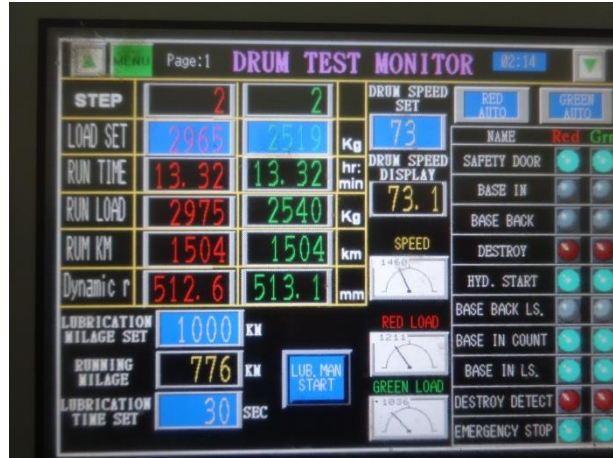 MENU Page:1 DRUM TEST MONITOR 02:14
STEP 2 2
LOAD SET 2965 2519 Kg
RUN TIME 13.32 13.32 hr: min
RUN LOAD 2975 2540 Kg
RUM KM 1504 1504 km
Dynamic r 512.6 513.1 mm
LUBRICATION MILAGE SET 1000 KM
RUNNING MILAGE 776 KM
LUBRICATION TIME SET 30 SEC
LUB. MAN START
DRUM SPEED SET
73
DRUM SPEED DISPLAY
73.1
SPEED
1460
RED LOAD
1211
GREEN LOAD
1036
RED AUTO GREEN AUTO
NAME Red Gre
SAFETY DOOR
BASE IN
BASE BACK
DESTROY
HYD. START
BASE BACK LS.
BASE IN COUNT
BASE IN LS.
DESTROY DETECT
EMERGENCY STOP